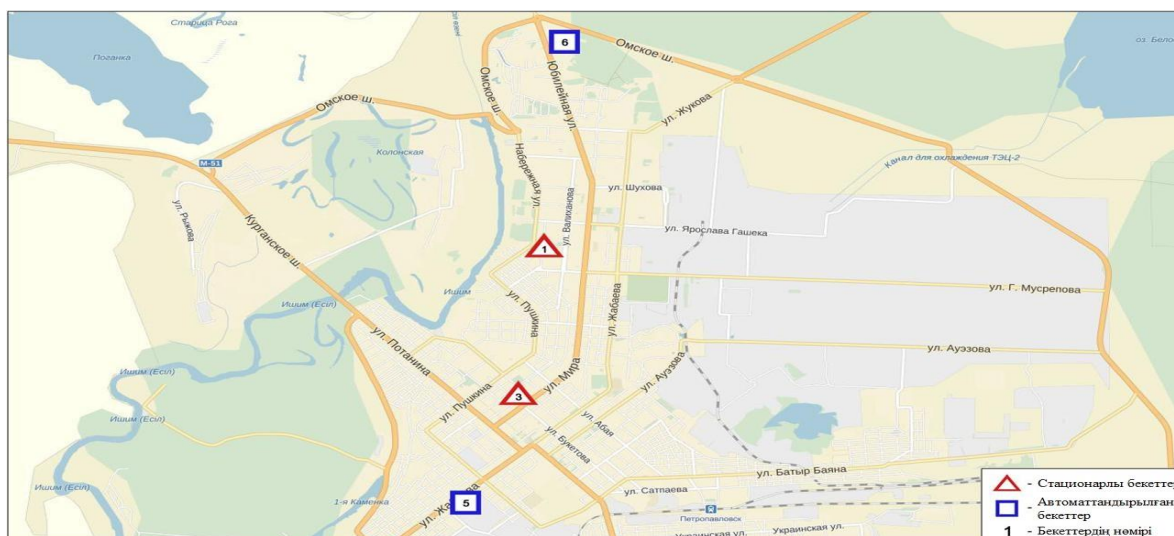 Старица Рога
Поганка
6
Омское ш.
оз. Бело
Юбилейная ул.
Омское ш.
Омское ш.
ул. Жукова
Колонская
Набережная ул.
Канал для охлаждения ТЭЦ-2
М-51
ул. Шухова
ул. Рыжова
ул. Валиханова
Курганское ш.
ул. Ярослава Гашека
1
Ишим
ул. Г. Мусрепова
Ишим (Есіл)
ул. Пушкина
ул. Жабаева
ул. Потанина
ул. Ауэзова
Ишим (Есіл)
ул. Мира
ул. Ауэзова
Ишим (Есіл)
ул. Пушкина
3
ул. Абая
ул. Букетова
ул. Батыр Баяна
Ишим (Есіл)
1-я Каменка
ул. Сатпаева
5
Петропавловск
Украинская ул.
Украинская ул.
- Стационарлы бекеттер
- Автоматтандырылған
бекеттер
1 - Бекеттердің нөмірі